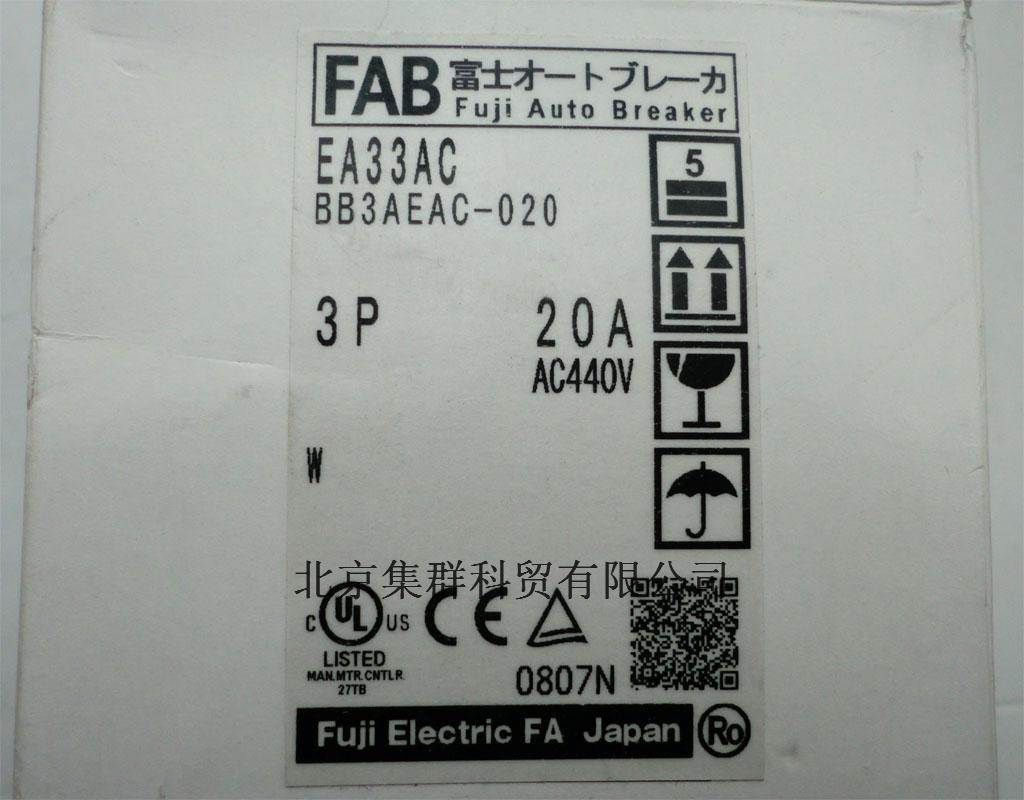 FAB 富士オートブレーカ
Fuji Auto Breaker
EA33AC
BB3AEAC-020
5
3P 20A
AC440V
W
北京集群科贸有限公司
C UL US
CE
LISTED
MAN.MTR.CNTLR.
27TB
0807N
Fuji Electric FA Japan
Ro